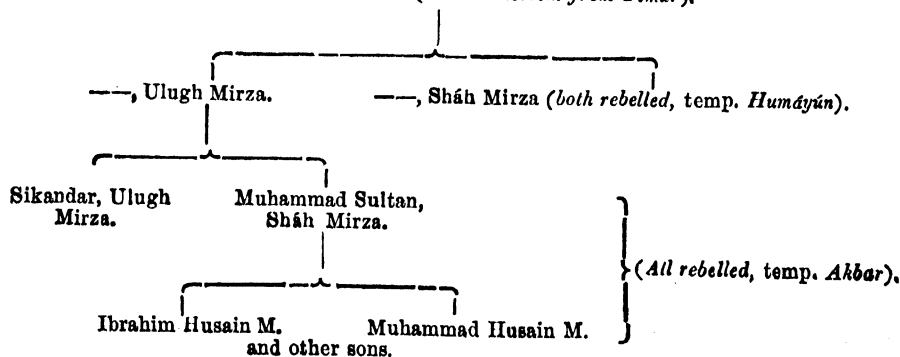 ——, Ulugh Mirza. ——, Sháh Mirza (both rebelled, temp. Humáyún).
Sikandar, Ulugh Muhammad Sultan,
Mirza. Sháh Mirza.
(All rebelled, temp. Akbar).
Ibrahim Husain M. Muhammad Husain M.
and other sons.